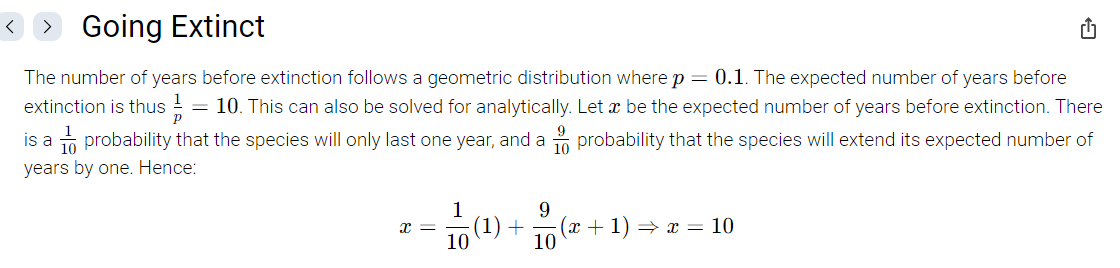 Going Extinct
The number of years before extinction follows a geometric distribution where p = 0.1. The expected number of years before
extinction is thus 1/p = 10. This can also be solved for analytically. Let x be the expected number of years before extinction. There
is a 1/10 probability that the species will only last one year, and a 9/10 probability that the species will extend its expected number of
years by one. Hence:
x = 1/10 (1) + 9/10 (x + 1) ⇒ x = 10